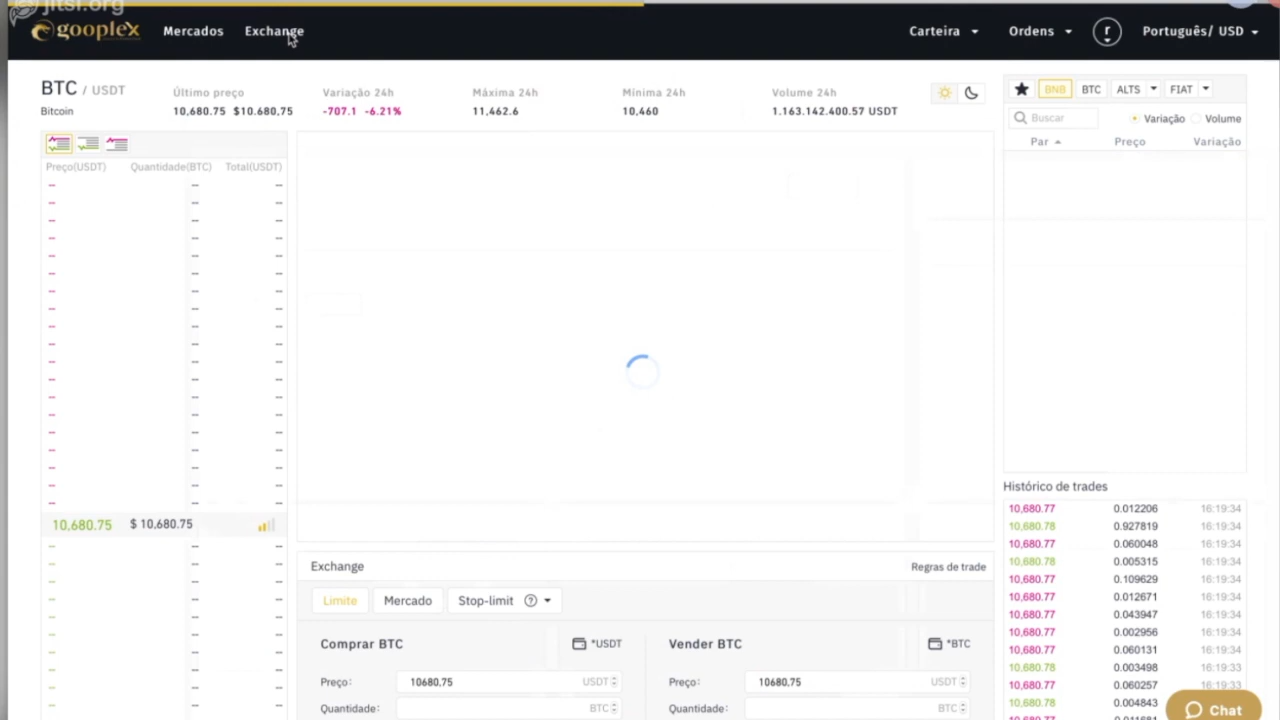 jitsi.org
gooplex Mercados Exchange Carteira Ordens r Português/ USD
BTC / USDT
Bitcoin
Último preço
10,680.75 $10.680,75
Variação 24h
-707.1 -6.21%
Máxima 24h
11,462.6
Mínima 24h
10,460
Volume 24h
1.163.142.400.57 USDT
BNB BTC ALTS FIAT
Buscar Variação Volume
Par Preço Variação
Preço(USDT) Quantidade(BTC) Total(USDT)
10,680.75 $ 10,680.75
Histórico de trades
10,680.77 0.012206 16:19:34
10,680.78 0.927819 16:19:34
10,680.77 0.060048 16:19:34
10,680.78 0.005315 16:19:34
10,680.77 0.109629 16:19:34
10,680.77 0.012671 16:19:34
10,680.77 0.043947 16:19:34
10,680.77 0.002956 16:19:34
10,680.77 0.060131 16:19:34
10,680.78 0.003498 16:19:33
10,680.77 0.060257 16:19:33
10,680.78 0.004843
Exchange Regras de trade
Limite Mercado Stop-limit ?
Comprar BTC *USDT
Preço: 10680,75 USDT
Quantidade: BTC
Vender BTC *BTC
Preço: 10680,75 USDT
Quantidade: BTC
Chat